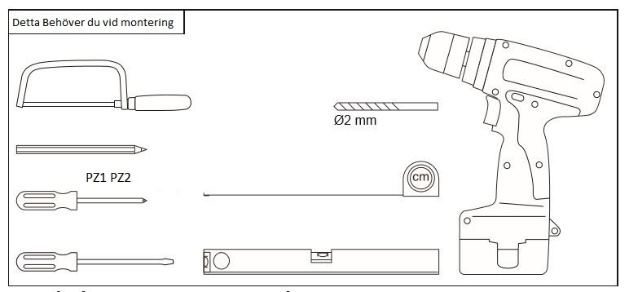 Detta Behöver du vid montering
Ø2 mm
PZ1 PZ2
cm